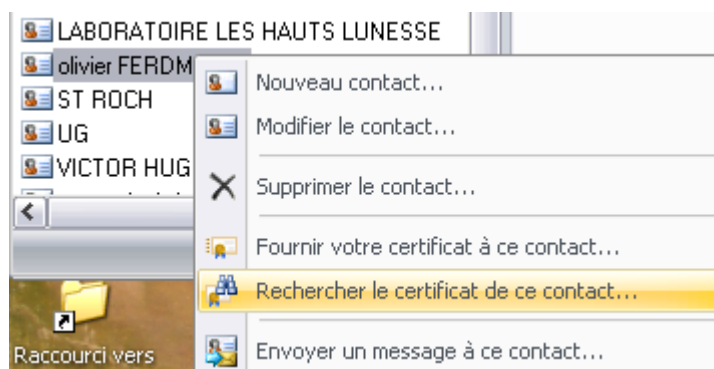 LABORATOIRE LES HAUTS LUNESSE
olivier FERDM
ST ROCH
UG
VICTOR HUG
Nouveau contact...
Modifier le contact...
Supprimer le contact...
Fournir votre certificat à ce contact...
Rechercher le certificat de ce contact...
Envoyer un message à ce contact...
Raccourci vers